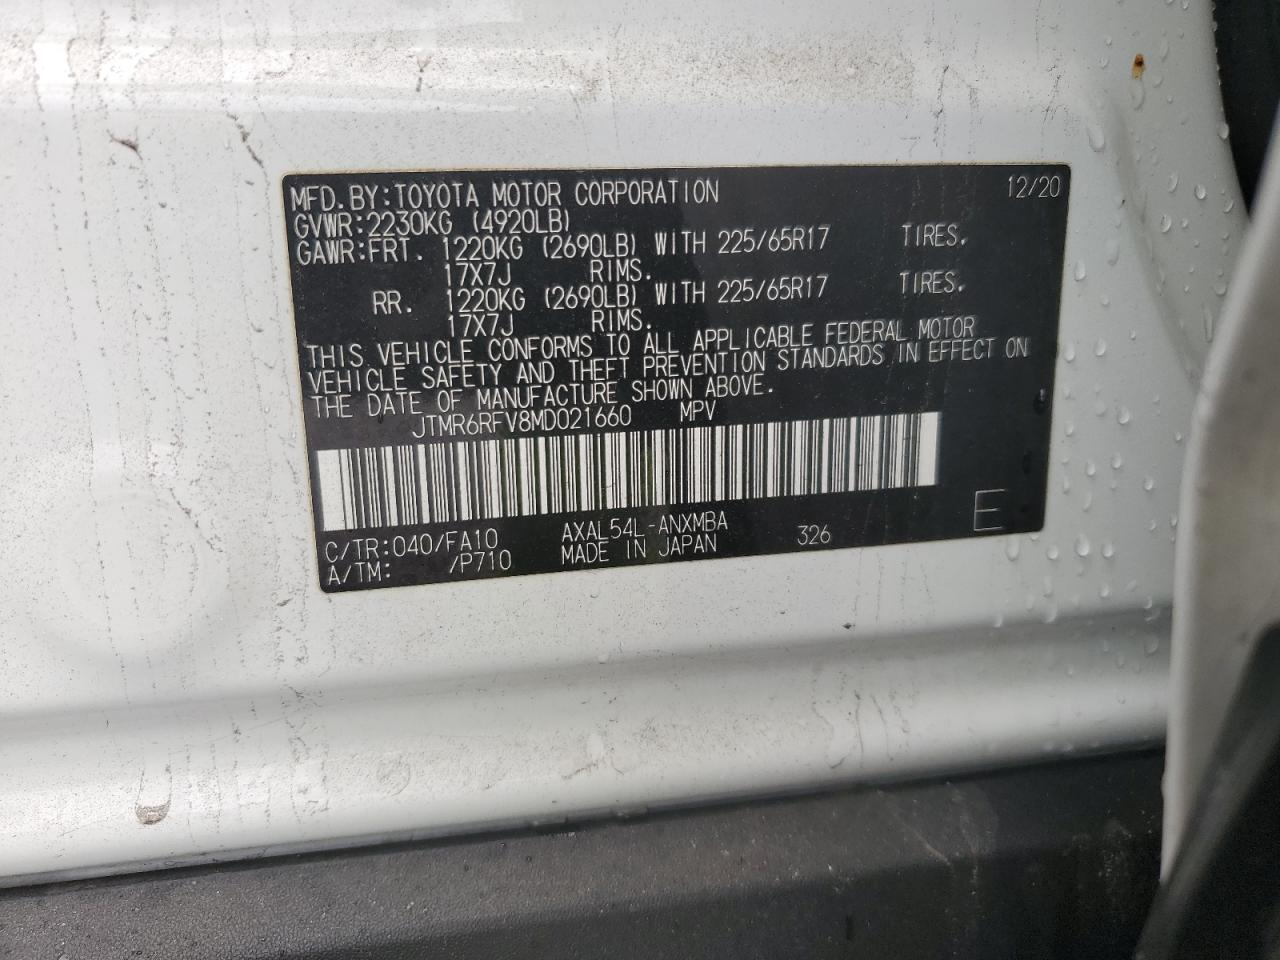 MFD.BY:TOYOTA MOTOR CORPORATION 12/20
GVWR:2230KG (4920LB)
GAWR:FRT. 1220KG (2690LB) WITH 225/65R17 TIRES,
17X7J RIMS.
RR. 1220KG (2690LB) WITH 225/65R17 TIRES,
17X7J RIMS.
THIS VEHICLE CONFORMS TO ALL APPLICABLE FEDERAL MOTOR
VEHICLE SAFETY AND THEFT PREVENTION STANDARDS IN EFFECT ON
THE DATE OF MANUFACTURE SHOWN ABOVE.
JTMR6RFV8MD021660 MPV
C/TR:040/FA10 AXAL54L-ANXMBA 326 E
A/TM: /P710 MADE IN JAPAN